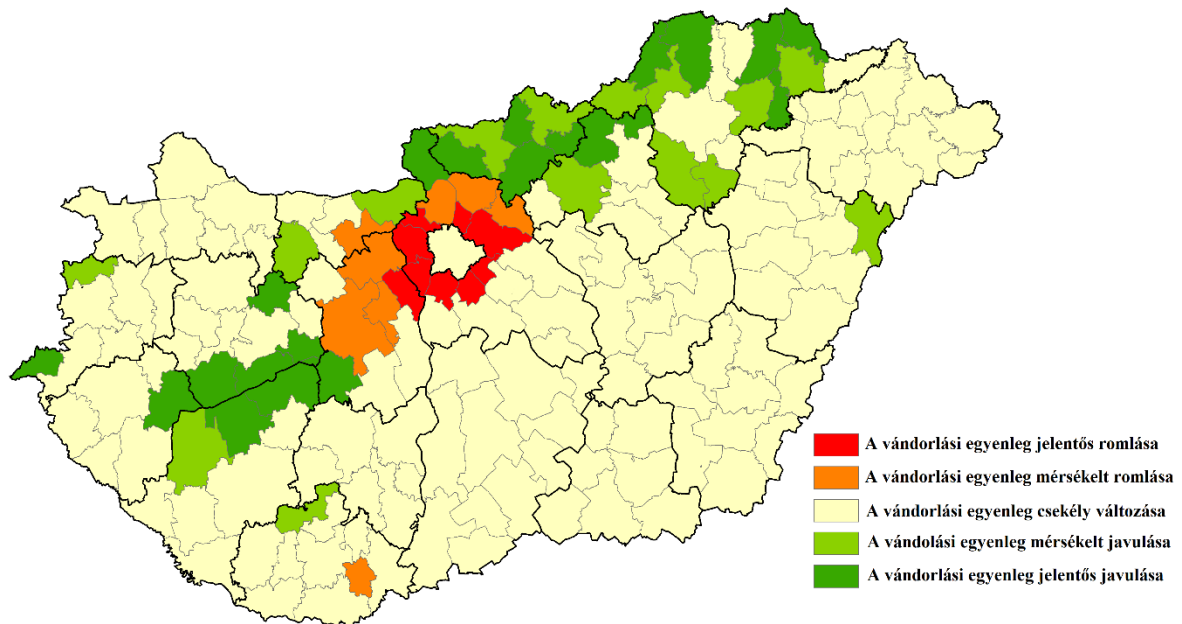 A vándorlási egyenleg jelentős romlása
A vándorlási egyenleg mérsékelt romlása
A vándorlási egyenleg csekély változása
A vándolási egyenleg mérsékelt javulása
A vándorlási egyenleg jelentős javulása